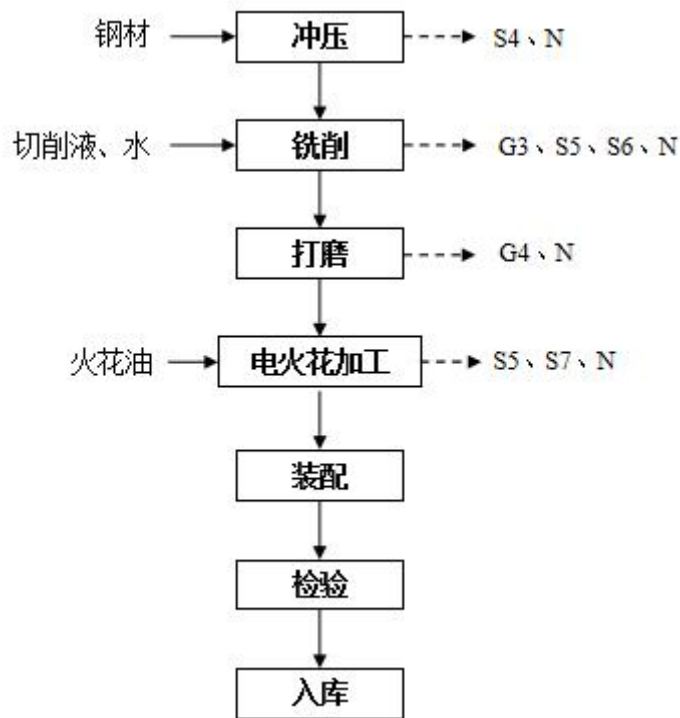 钢材 冲压 S4、N
切削液、水 铣削 G3、S5、S6、N
打磨 G4、N
火花油 电火花加工 S5、S7、N
装配
检验
入库